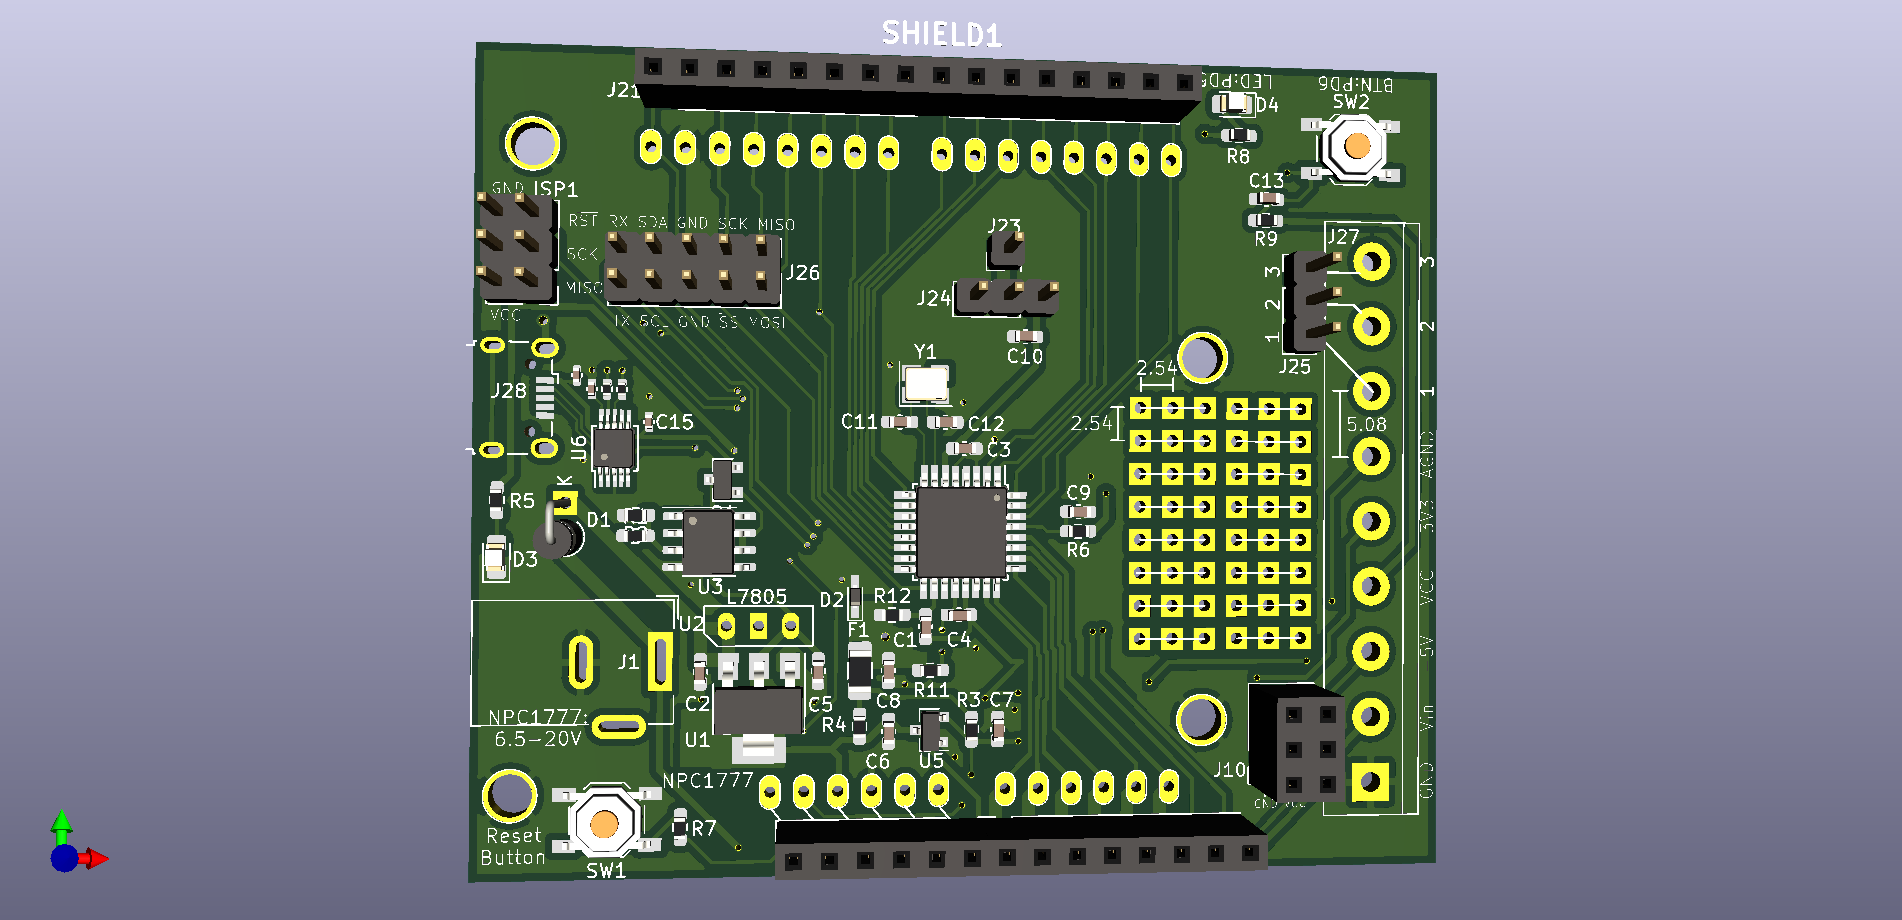 SHIELD1
J21
LED:PD5
D4
BTN:PD6
SW2
R8
C13
R9
GND ISP1
RST RX SDA GND SCK MISO
SCK
MISO
J26
VCC
TX SCL GND SS MOSI
J23
J24
C10
J27
3
2
1
J25
3
2
1
Y1
2.54
2.54
5.08
J28
C11
C12
C15
C3
U6
AGND
K
R5
D1
C9
R6
3V3
D3
U3
L7805
D2
R12
VCC
F1
U2
C1
C4
5V
J1
C2
C5
C8
R11
NPC1777:
6.5-20V
U1
R4
R3
C7
C6
U5
Vin
J10
GND
GND VCC
NPC1777
Reset
Button
R7
SW1